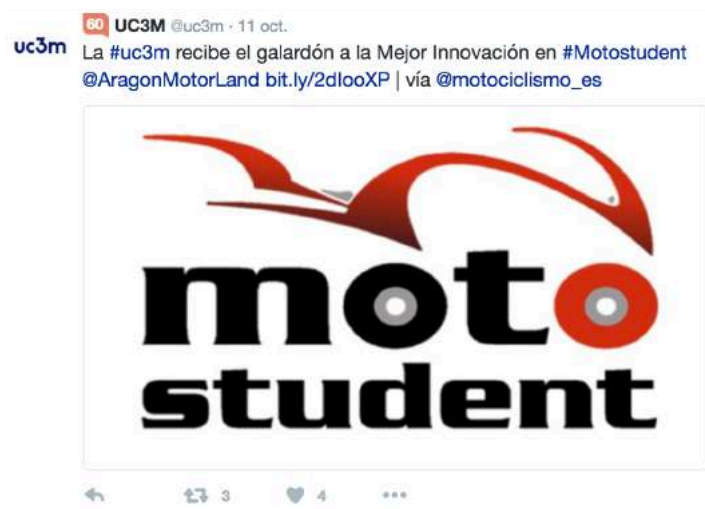 60 UC3M @uc3m · 11 oct.
uc3m
La #uc3m recibe el galardón a la Mejor Innovación en #Motostudent
@AragonMotorLand bit.ly/2dIooXP | vía @motociclismo_es
moto
student
3 4